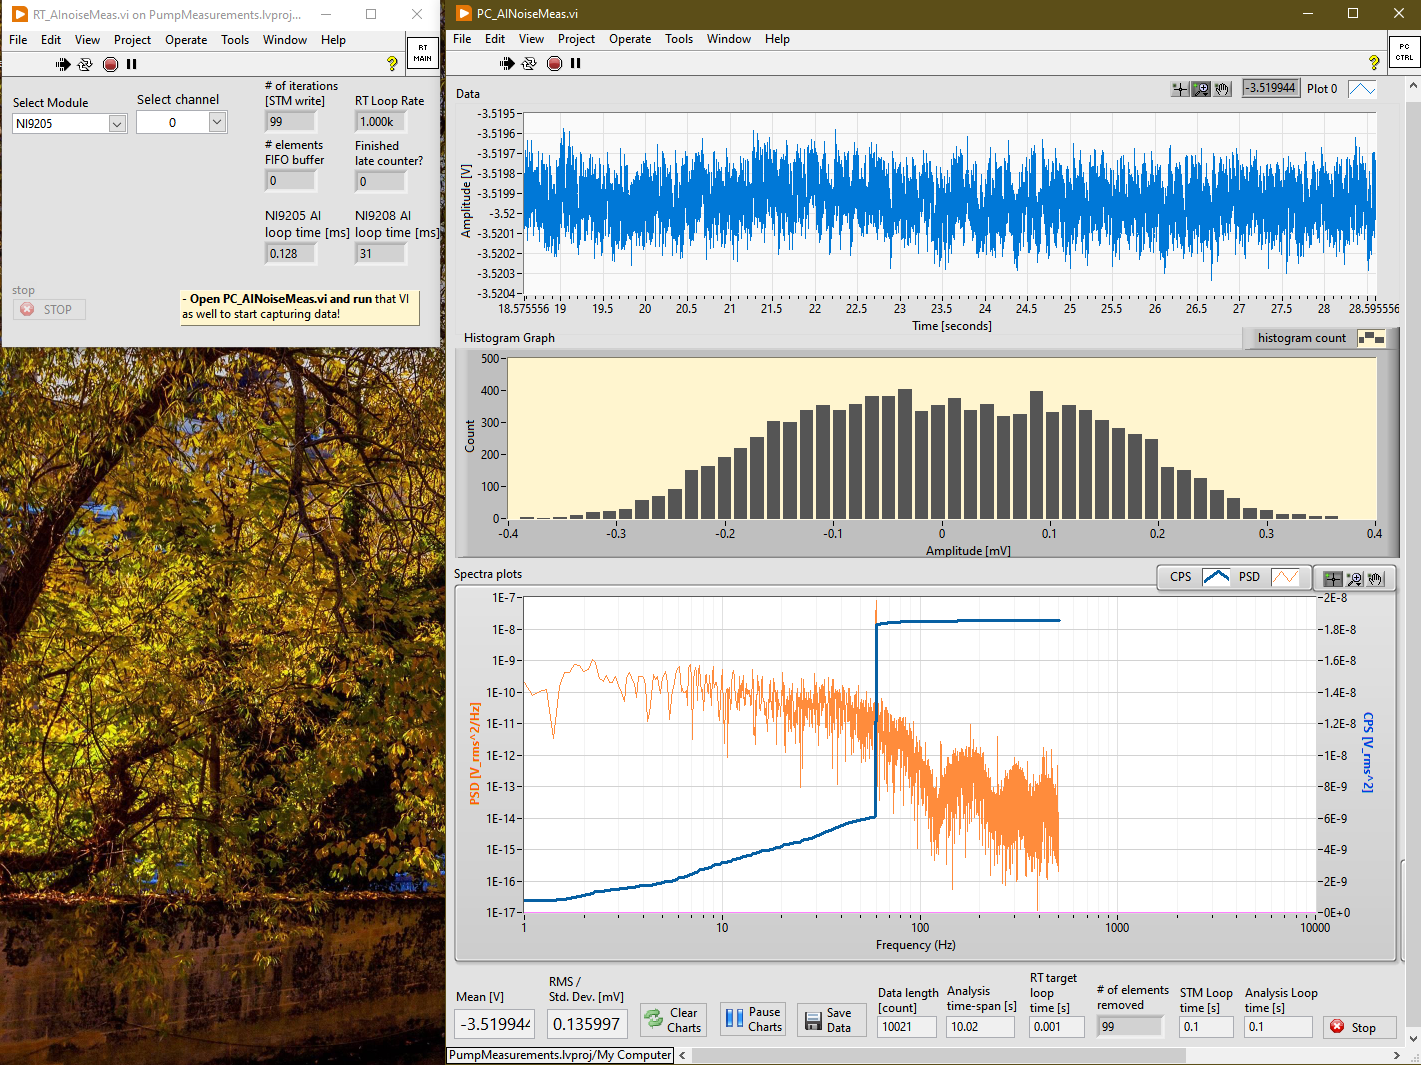 RT_AInoiseMeas.vi on PumpMeasurements.lvproj...
File Edit View Project Operate Tools Window Help
RT
MAIN
Select Module
NI9205
Select channel
0
# of iterations
[STM write]
99
RT Loop Rate
1.000k
# elements
FIFO buffer
0
Finished
late counter?
0
NI9205 AI
loop time [ms]
0.128
NI9208 AI
loop time [ms]
31
stop
STOP
- Open PC_AINoiseMeas.vi and run that VI
as well to start capturing data!
PC_AINoiseMeas.vi
File Edit View Project Operate Tools Window Help
PC
CTRL
Data
-3.519944 Plot 0
-3.5195
-3.5196
-3.5197
-3.5198
-3.5199
-3.52
-3.5201
-3.5202
-3.5203
-3.5204
Amplitude [V]
18.575556 19 19.5 20 20.5 21 21.5 22 22.5 23 23.5 24 24.5 25 25.5 26 26.5 27 27.5 28 28.595556
Time [seconds]
Histogram Graph
histogram count
500
400
300
200
100
0
Count
-0.4 -0.3 -0.2 -0.1 0 0.1 0.2 0.3 0.4
Amplitude [mV]
Spectra plots
CPS PSD
1E-7
1E-8
1E-9
1E-10
1E-11
1E-12
1E-13
1E-14
1E-15
1E-16
1E-17
PSD [V_rms^2/Hz]
2E-8
1.8E-8
1.6E-8
1.4E-8
1.2E-8
1E-8
8E-9
6E-9
4E-9
2E-9
0E+0
CPS [V_rms^2]
1 10 100 1000 10000
Frequency (Hz)
Mean [V]
-3.519944
RMS /
Std. Dev. [mV]
0.135997
Clear
Charts
Pause
Charts
Save
Data
Data length
[count]
10021
Analysis
time-span [s]
10.02
RT target
loop
time [s]
0.001
# of elements
removed
99
STM Loop
time [s]
0.1
Analysis Loop
time [s]
0.1
Stop
PumpMeasurements.lvproj/My Computer